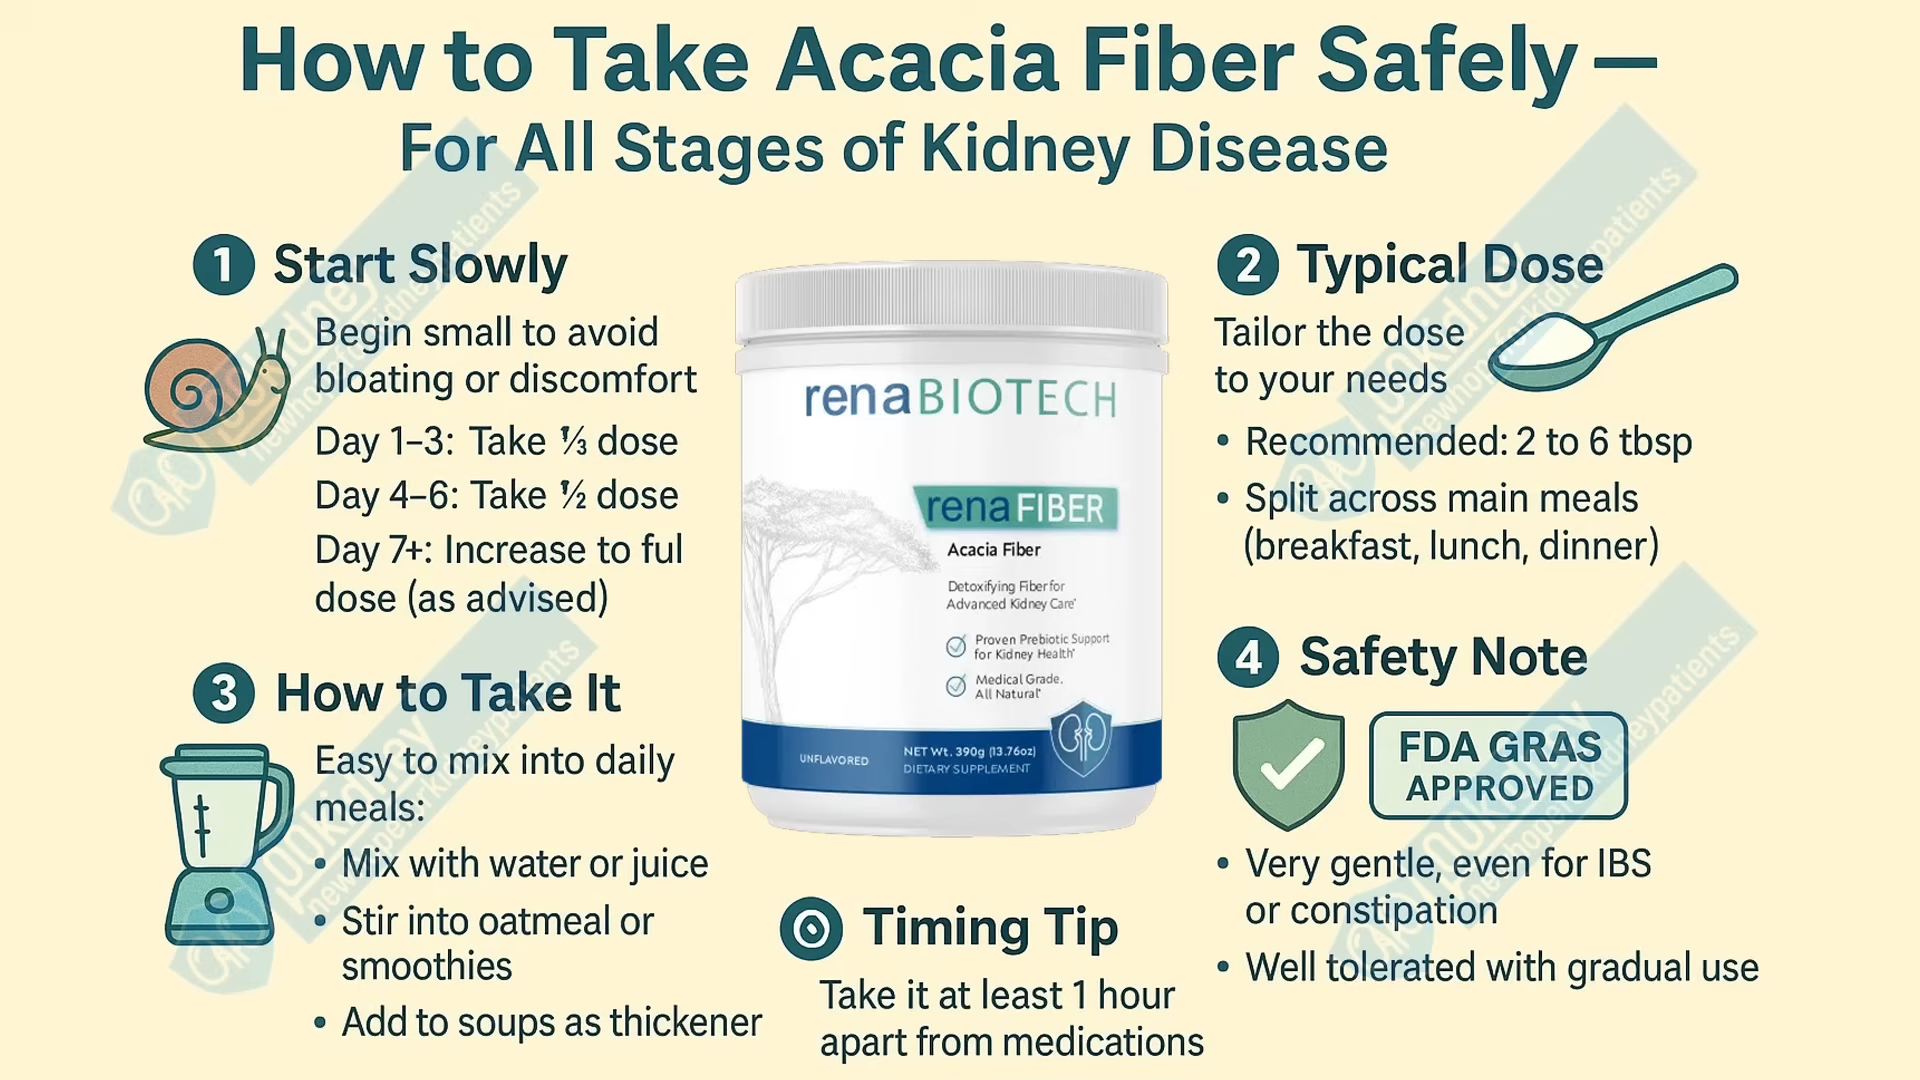 How to Take Acacia Fiber Safely —
For All Stages of Kidney Disease
1 Start Slowly
Begin small to avoid
bloating or discomfort
Day 1–3: Take ⅓ dose
Day 4–6: Take ½ dose
Day 7+: Increase to ful
dose (as advised)
2 Typical Dose
Tailor the dose
to your needs
• Recommended: 2 to 6 tbsp
• Split across main meals
(breakfast, lunch, dinner)
renaBIOTECH
renaFIBER
Acacia Fiber
Detoxifying Fiber for
Advanced Kidney Care*
Proven Prebiotic Support
for Kidney Health*
Medical Grade.
All Natural*
UNFLAVORED
NET Wt. 390g (13.76oz)
DIETARY SUPPLEMENT
3 How to Take It
Easy to mix into daily
meals:
• Mix with water or juice
• Stir into oatmeal or
smoothies
• Add to soups as thickener
4 Safety Note
FDA GRAS
APPROVED
• Very gentle, even for IBS
or constipation
• Well tolerated with gradual use
Timing Tip
Take it at least 1 hour
apart from medications